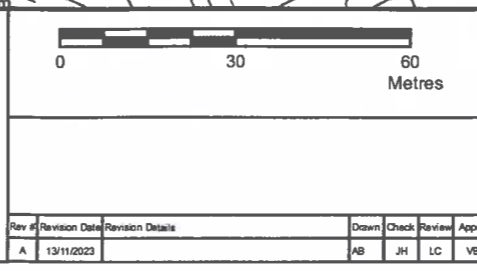 0 30 60
Metres
Rev # Revision Date Revision Details Drawn Check Review
A 13/11/2023 AB JH LC